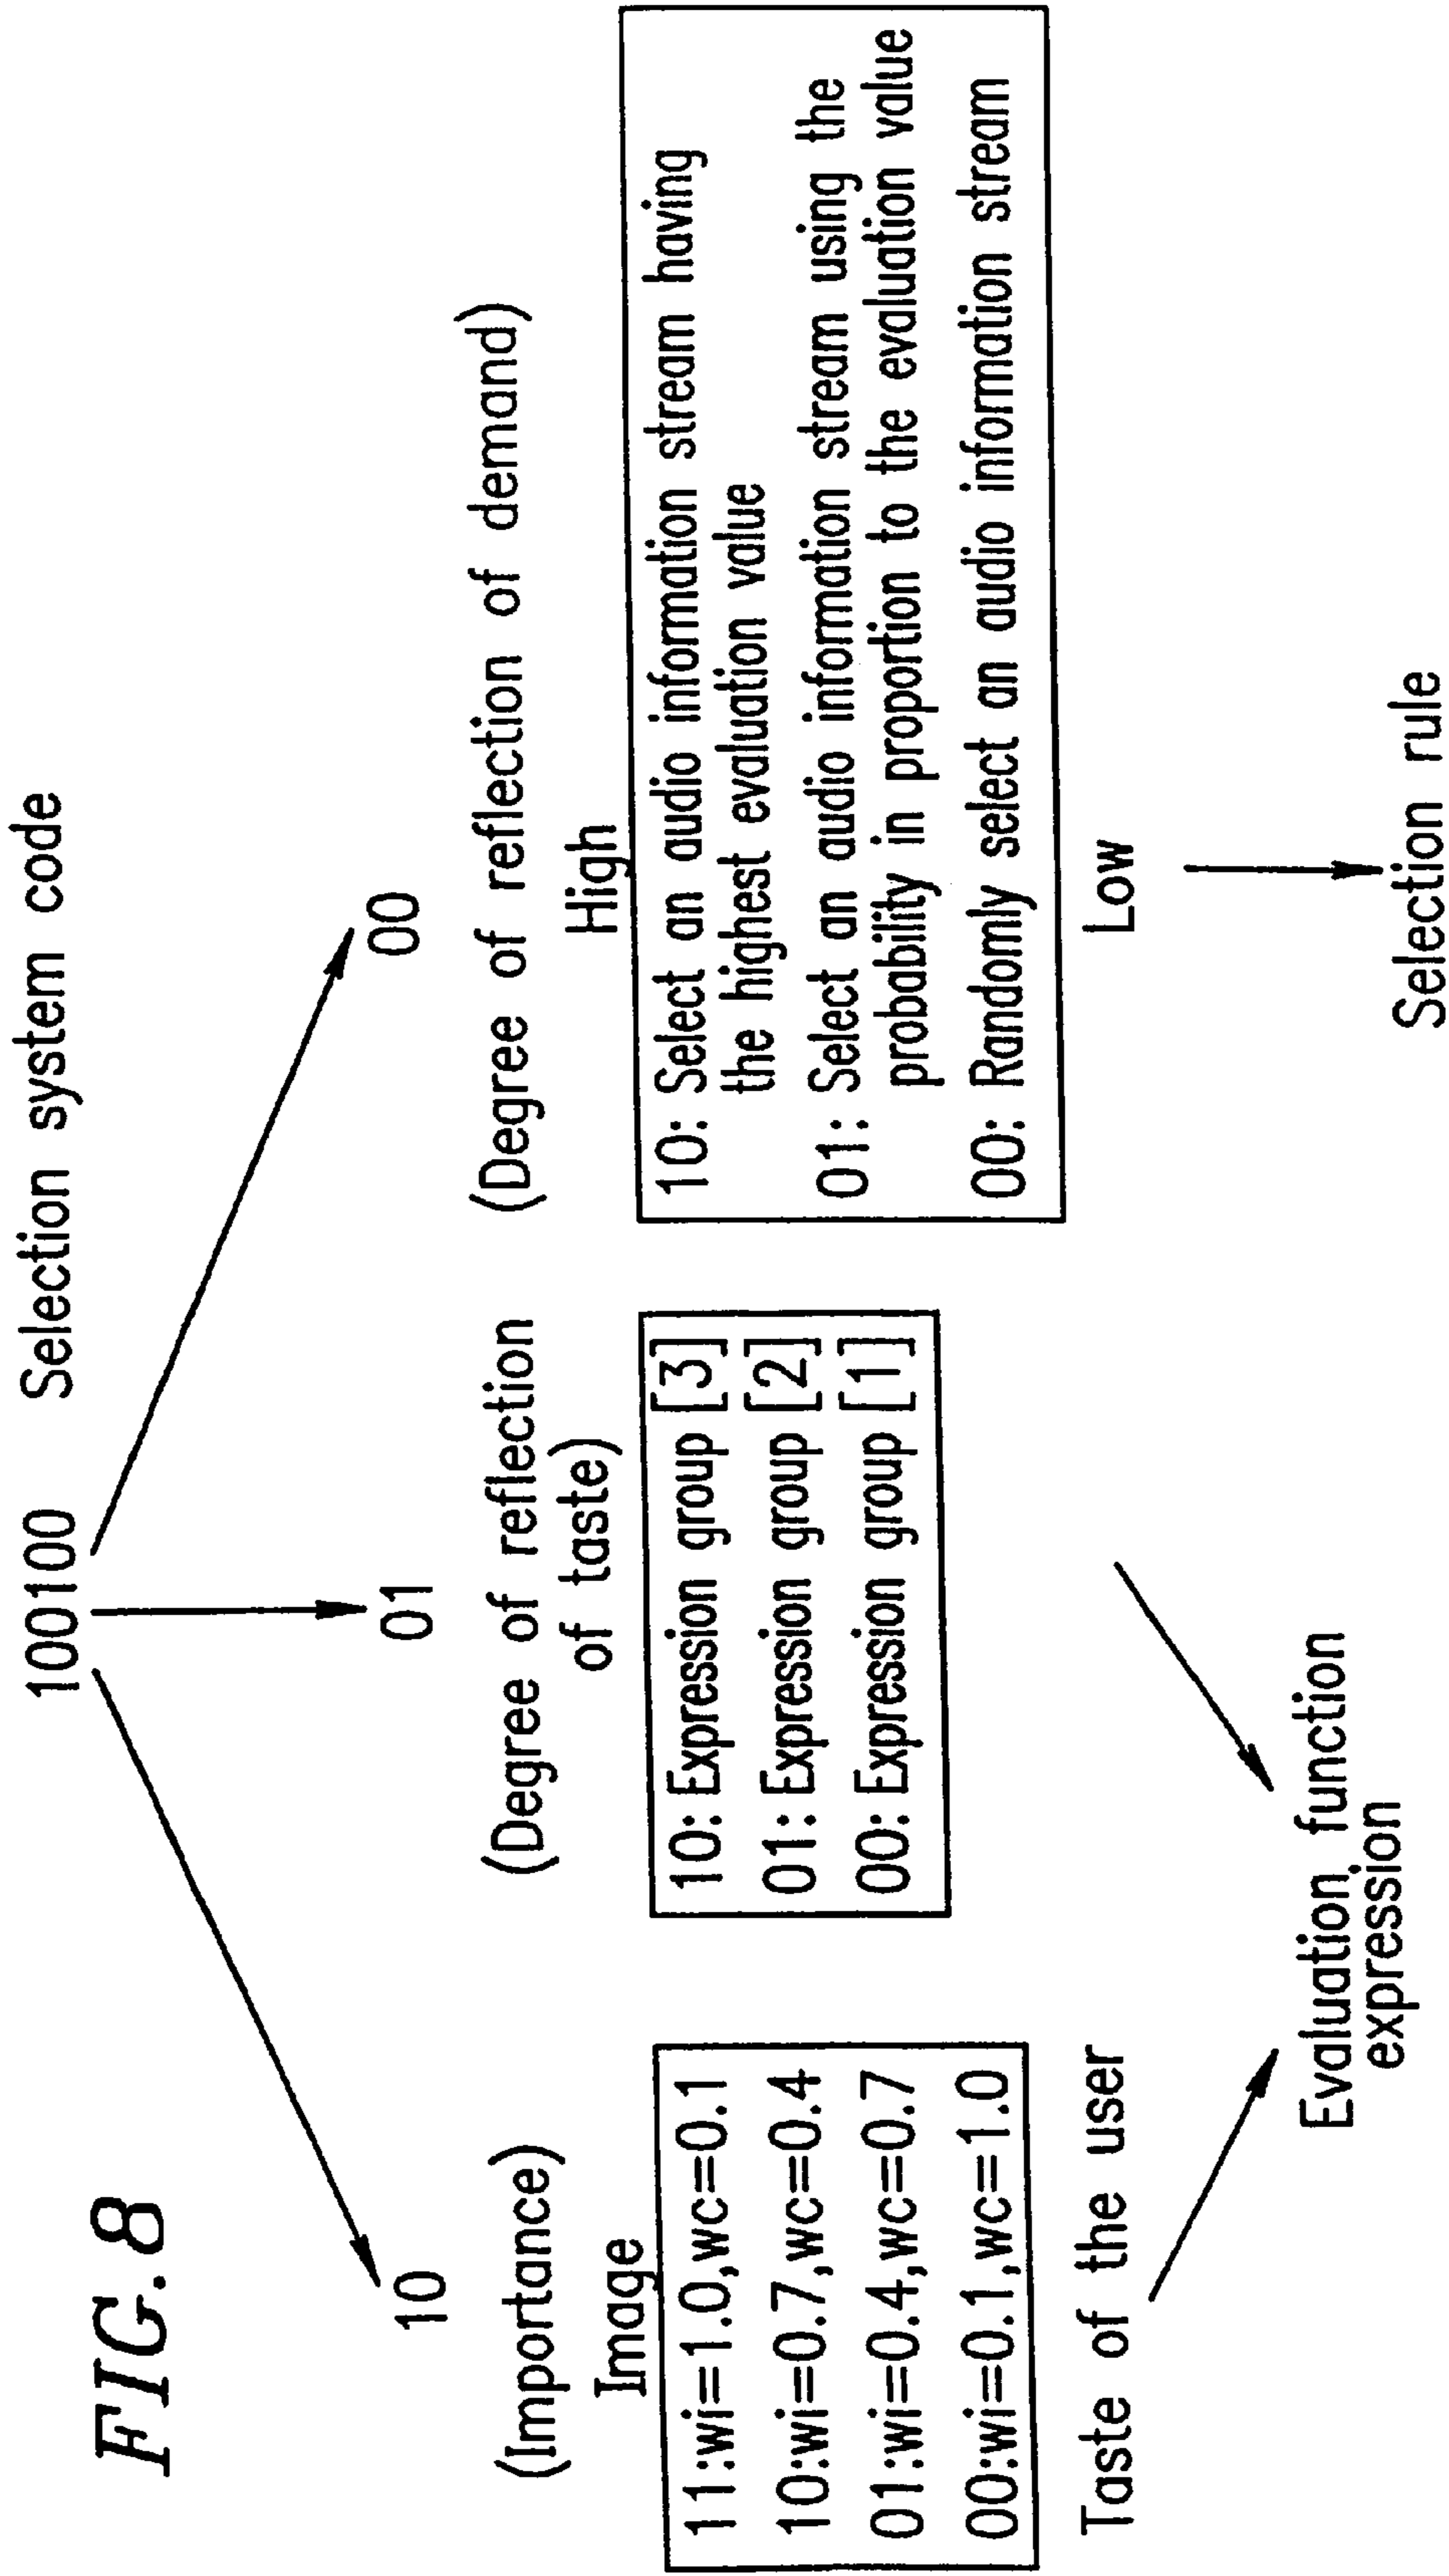 FIG. 8
100100 Selection system code
10
01
00
(Importance)
Image
11:wi=1.0,wc=0.1
10:wi=0.7,wc=0.4
01:wi=0.4,wc=0.7
00:wi=0.1,wc=1.0
Taste of the user
(Degree of reflection
of taste)
10: Expression group [3]
01: Expression group [2]
00: Expression group [1]
Evaluation function
expression
(Degree of reflection of demand)
High
10: Select an audio information stream having
the highest evaluation value
01: Select an audio information stream using the
probability in proportion to the evaluation value
00: Randomly select an audio information stream
Low
Selection rule